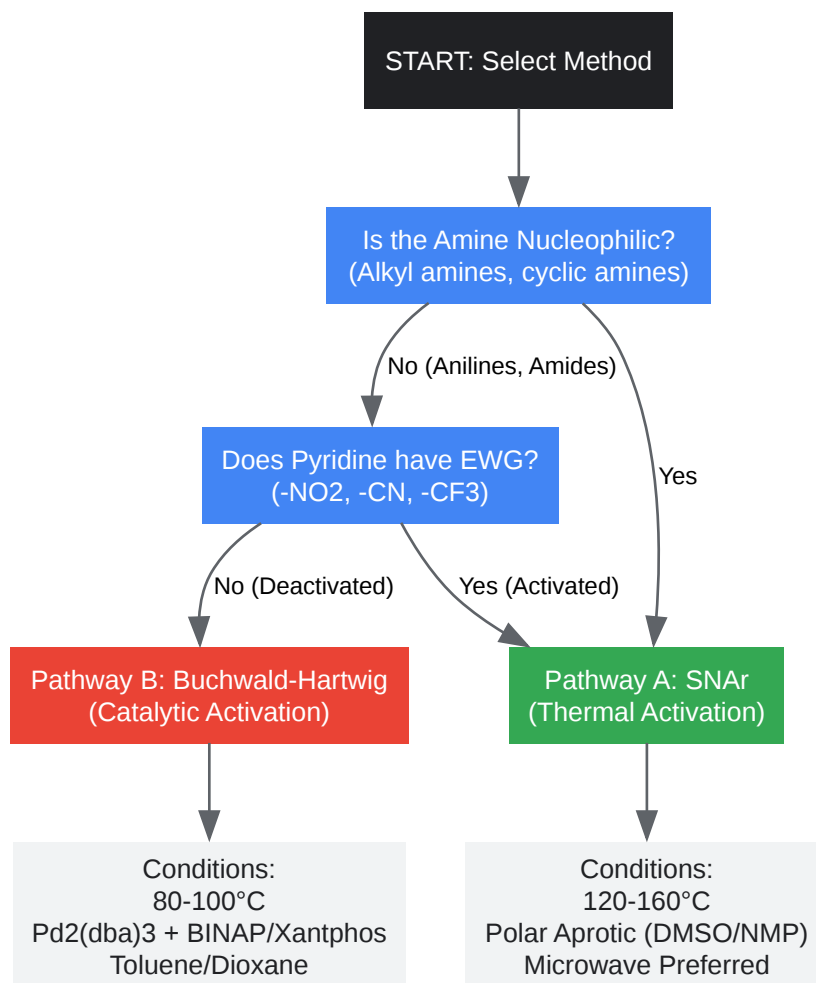 START: Select Method
Is the Amine Nucleophilic?
(Alkyl amines, cyclic amines)
No (Anilines, Amides)
Does Pyridine have EWG?
(-NO2, -CN, -CF3)
Yes
No (Deactivated)
Yes (Activated)
Pathway B: Buchwald-Hartwig
(Catalytic Activation)
Pathway A: SNAr
(Thermal Activation)
Conditions:
80-100°C
Pd2(dba)3 + BINAP/Xantphos
Toluene/Dioxane
Conditions:
120-160°C
Polar Aprotic (DMSO/NMP)
Microwave Preferred